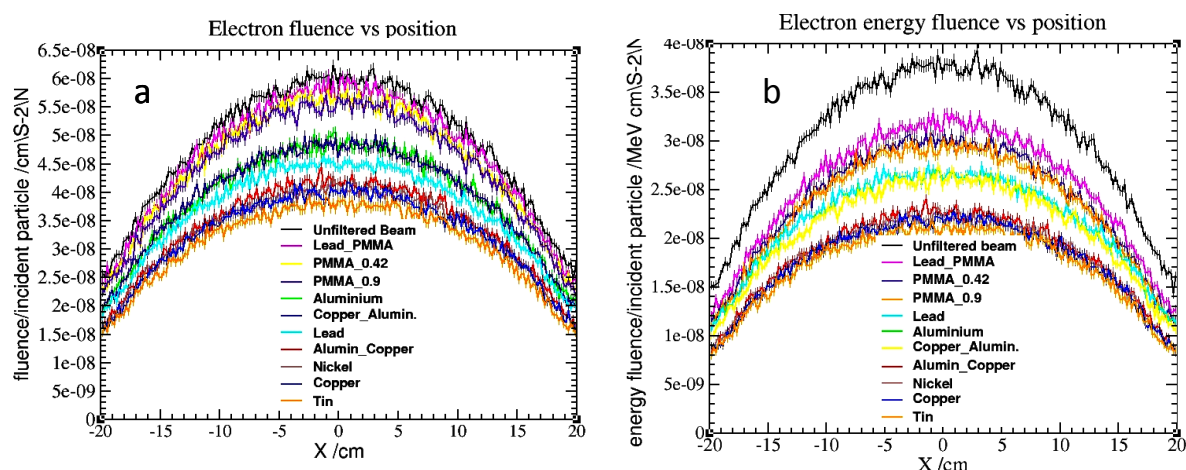 Electron fluence vs position
a
fluence/incident particle /cm\S-2\N
6.5e-08
6e-08
5.5e-08
5e-08
4.5e-08
4e-08
3.5e-08
3e-08
2.5e-08
2e-08
1.5e-08
1e-08
5e-09
0
-20 -15 -10 -5 0 5 10 15 20
X /cm
Unfiltered Beam
Lead_PMMA
PMMA_0.42
PMMA_0.9
Aluminium
Copper_Alumin.
Lead
Alumin_Copper
Nickel
Copper
Tin
Electron energy fluence vs position
b
energy fluence/incident particle /MeV cm\S-2\N
4e-08
3.5e-08
3e-08
2.5e-08
2e-08
1.5e-08
1e-08
5e-09
0
-20 -15 -10 -5 0 5 10 15 20
X /cm
Unfiltered beam
Lead_PMMA
PMMA_0.42
PMMA_0.9
Lead
Aluminium
Copper_Alumin.
Alumin_Copper
Nickel
Copper
Tin